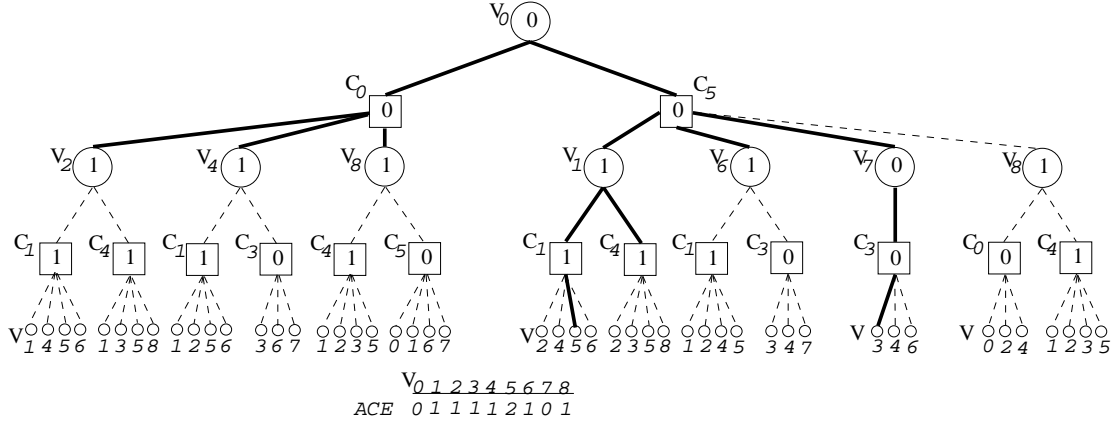 V0 0
C0 0 C5 0
V2 1 V4 1 V8 1 V1 1 V6 1 V7 0 V8 1
C1 1 C4 1 C1 1 C3 0 C4 1 C5 0 C1 1 C4 1 C1 1 C3 0 C3 0 C0 0 C4 1
V 1 4 5 6 1 3 5 8 1 2 5 6 3 6 7 1 2 3 5 0 1 6 7 V 2 4 5 6 2 3 5 8 1 2 4 5 3 4 7 V 3 4 6 V 0 2 4 1 2 3 5
V0 1 2 3 4 5 6 7 8
ACE 0 1 1 1 1 2 1 0 1